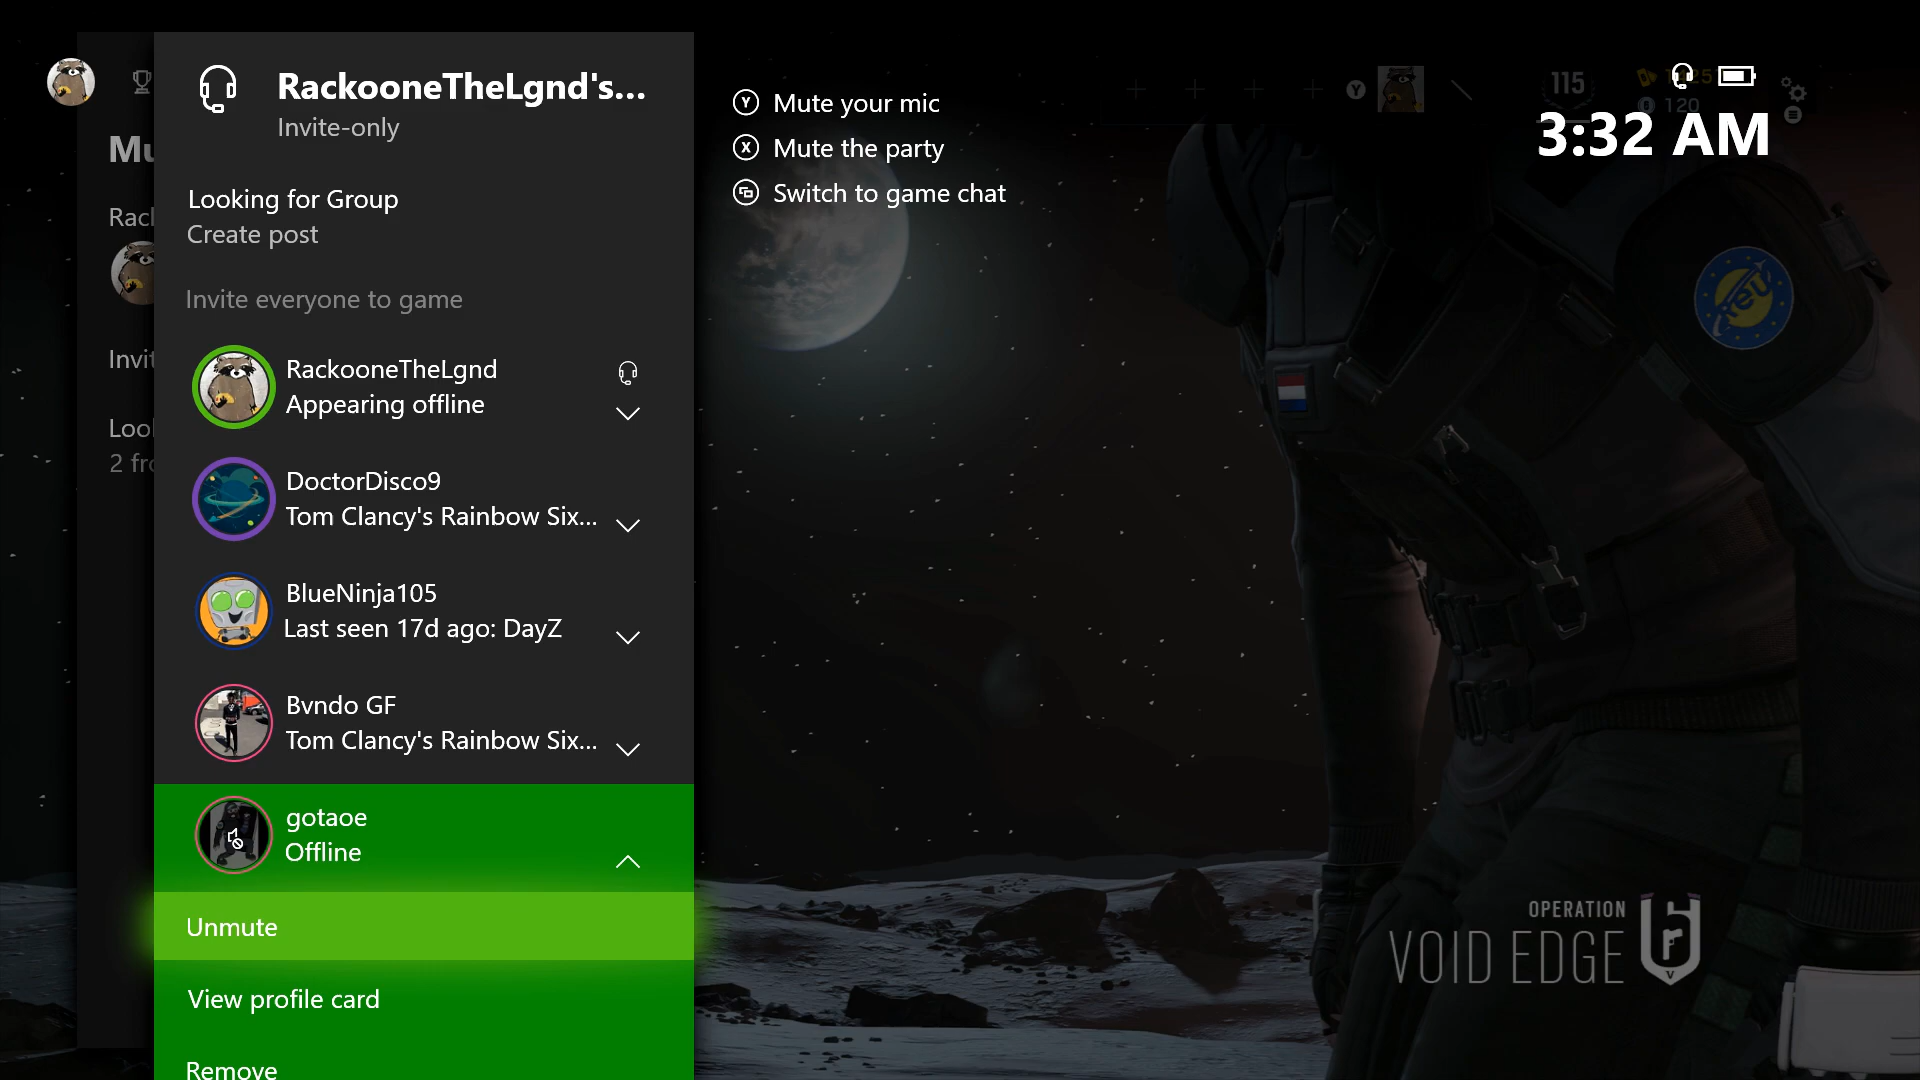 RackooneTheLgnd's...
Invite-only
Looking for Group
Create post
Invite everyone to game
RackooneTheLgnd
Appearing offline
DoctorDisco9
Tom Clancy's Rainbow Six...
BlueNinja105
Last seen 17d ago: DayZ
Bvndo GF
Tom Clancy's Rainbow Six...
gotaoe
Offline
Unmute
View profile card
Remove
Y Mute your mic
X Mute the party
Switch to game chat
Y
115
120
3:32 AM
OPERATION
VOID EDGE